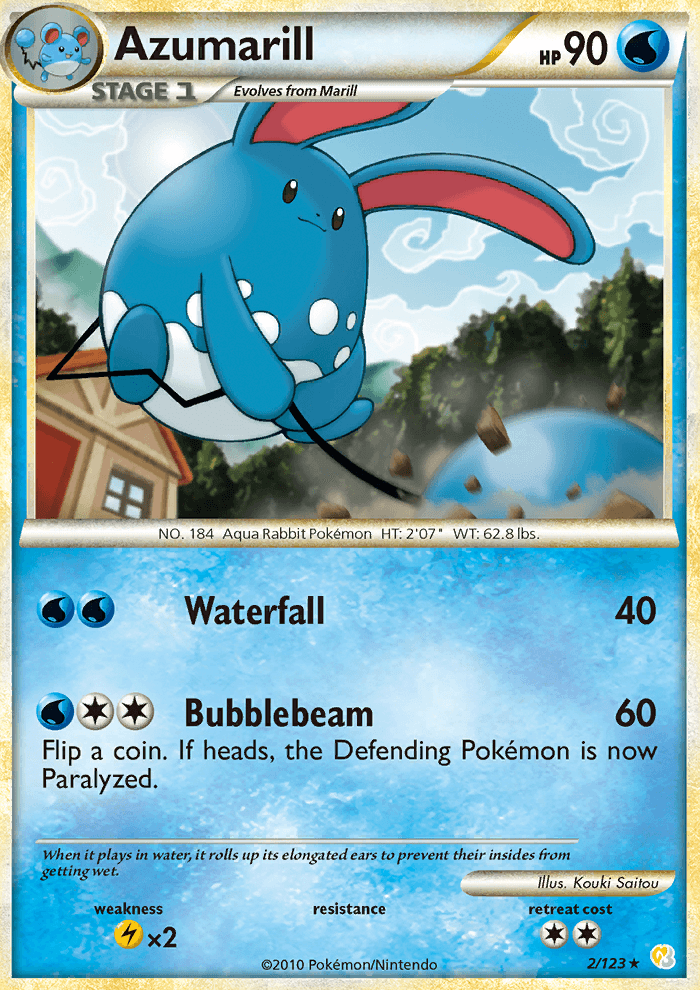 Azumarill
HP 90
STAGE 1
Evolves from Marill
NO. 184 Aqua Rabbit Pokémon HT: 2'07" WT: 62.8 lbs.
Waterfall 40
Bubblebeam 60
Flip a coin. If heads, the Defending Pokémon is now
Paralyzed.
When it plays in water, it rolls up its elongated ears to prevent their insides from
getting wet.
Illus. Kouki Saitou
weakness resistance retreat cost
×2
©2010 Pokémon/Nintendo
2/123 ★